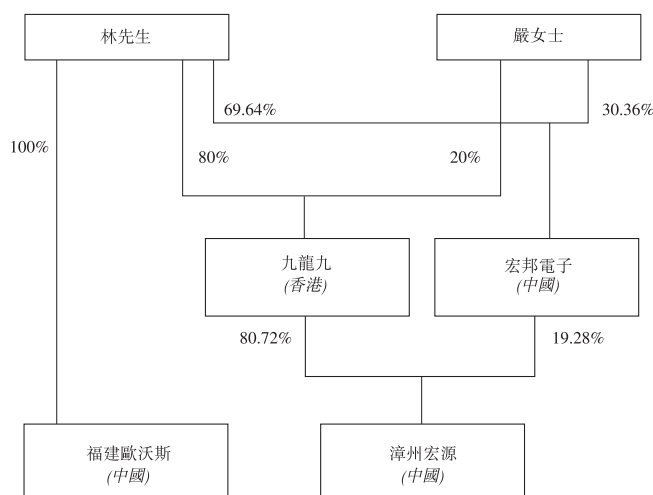 林先生
嚴女士
69.64%
30.36%
100%
80%
20%
九龍九
(香港)
宏邦電子
(中國)
80.72%
19.28%
福建歐沃斯
(中國)
漳州宏源
(中國)